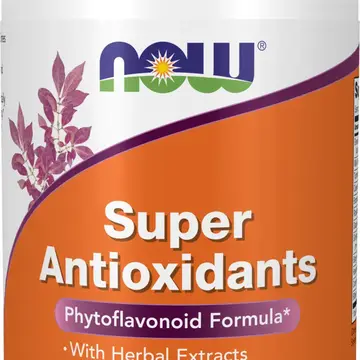 NOW®
Super
Antioxidants
Phytoflavonoid Formula*
• With Herbal Extracts